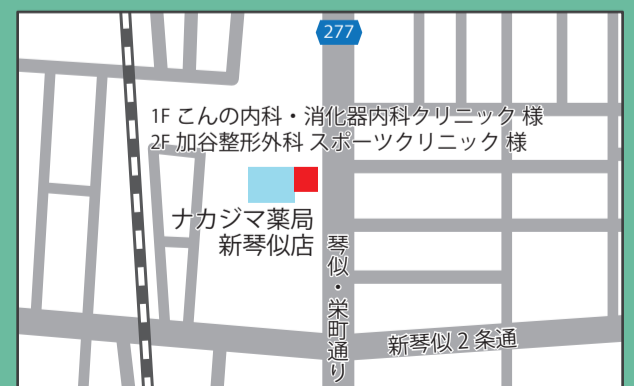 277
1F こんの内科・消化器内科クリニック 様
2F 加谷整形外科 スポーツクリニック 様
ナカジマ薬局
新琴似店
琴似・栄町通り
新琴似2条通